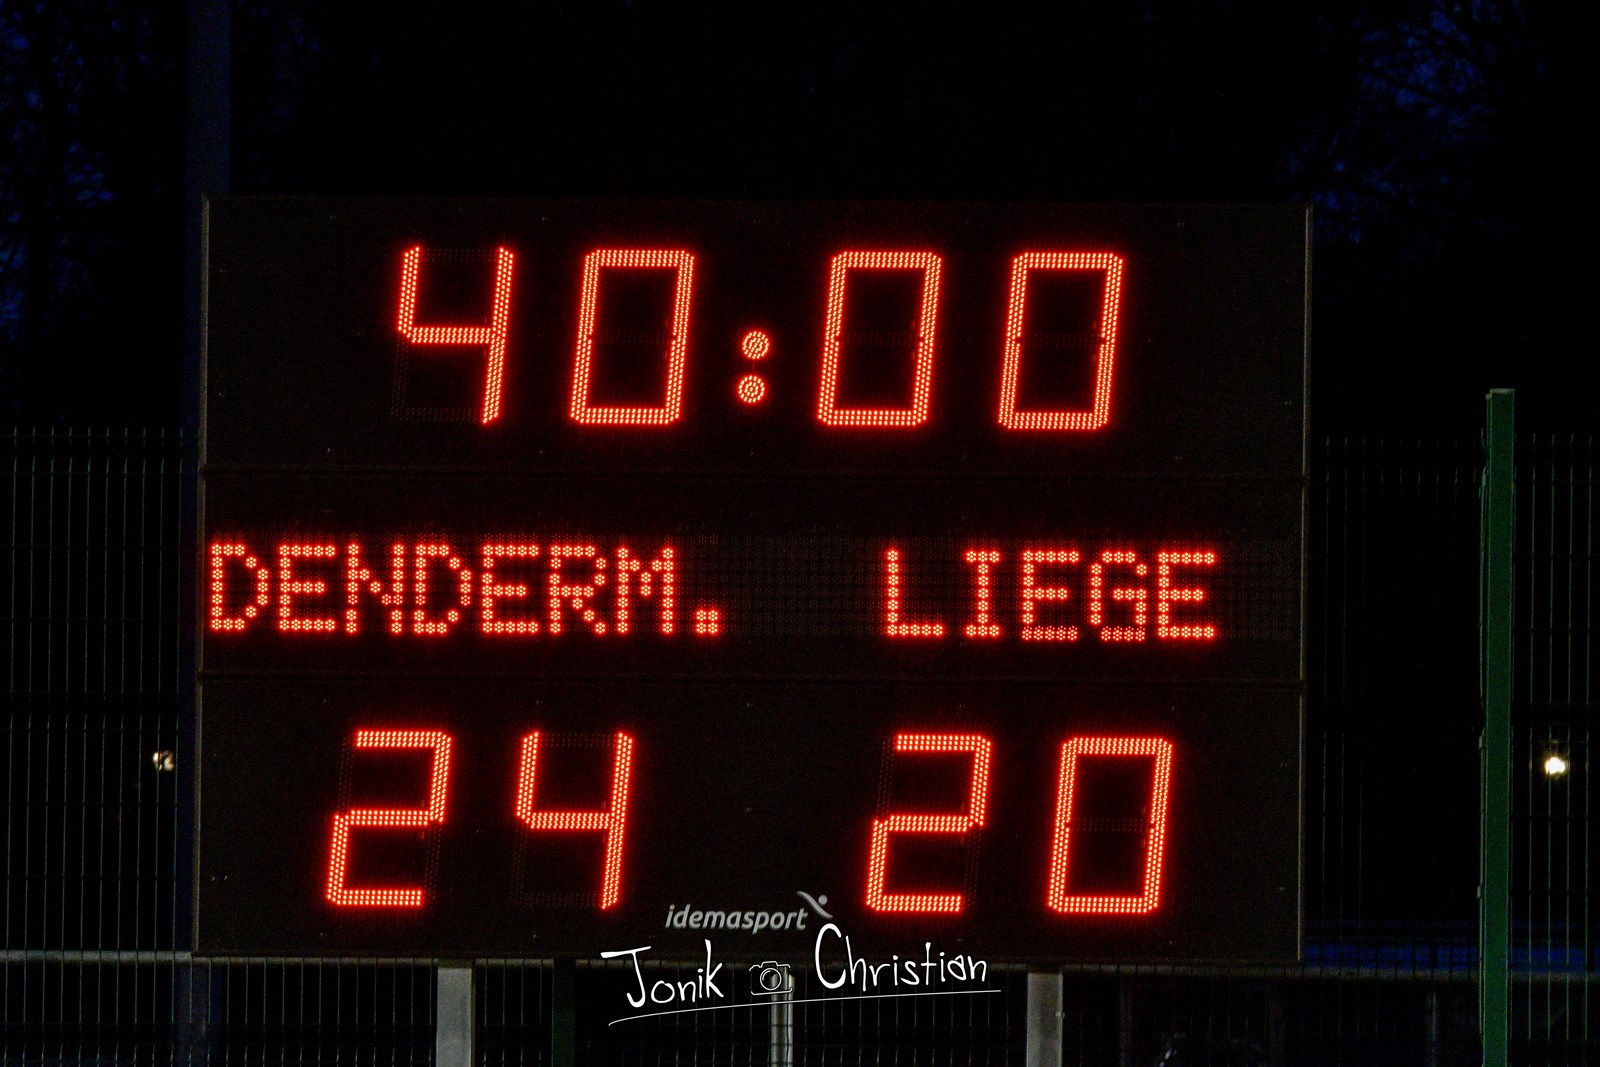 40:00
DENDERM. LIEGE
24 20
idemasport
Jonik Christian